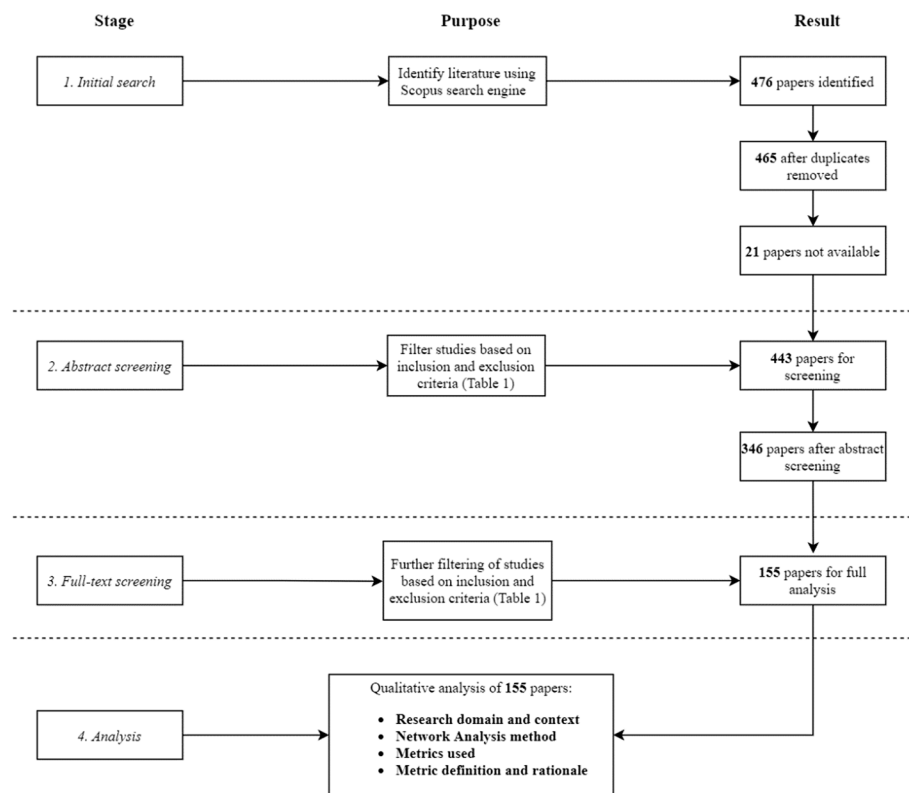 Stage
Purpose
Result
1. Initial search
Identify literature using
Scopus search engine
476 papers identified
465 after duplicates
removed
21 papers not available
2. Abstract screening
Filter studies based on
inclusion and exclusion
criteria (Table 1)
443 papers for
screening
346 papers after abstract
screening
3. Full-text screening
Further filtering of studies
based on inclusion and
exclusion criteria (Table 1)
155 papers for full
analysis
4. Analysis
Qualitative analysis of 155 papers:
• Research domain and context
• Network Analysis method
• Metrics used
• Metric definition and rationale